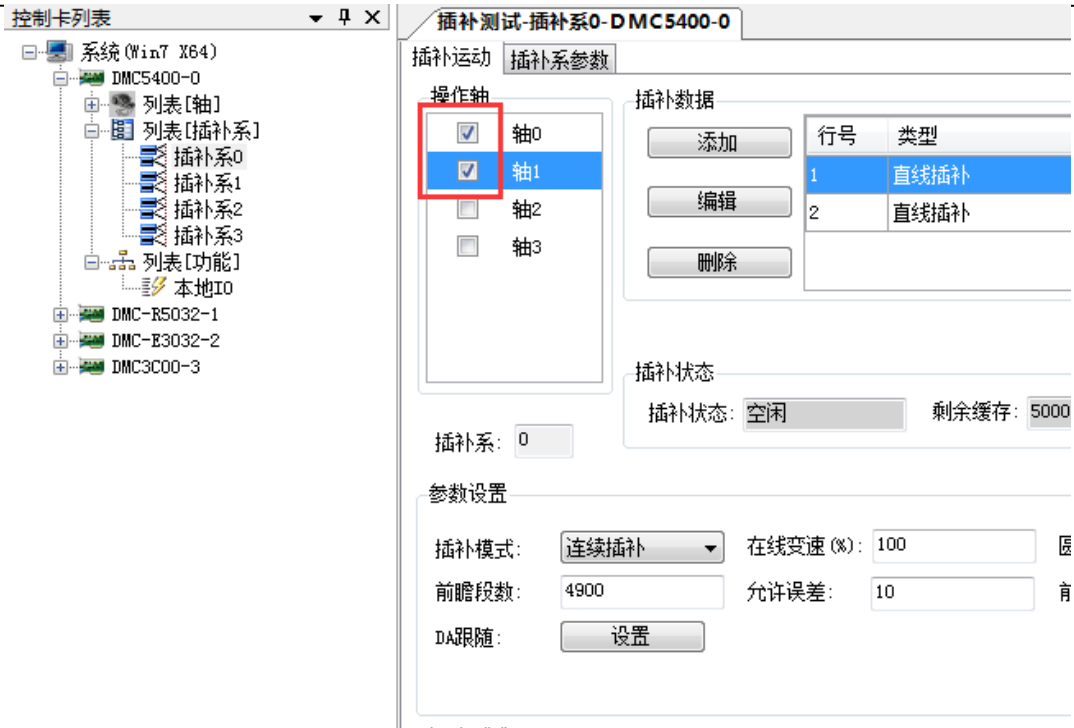 控制卡列表
系统(Win7 X64)
DMC5400-0
列表[轴]
列表[插补系]
插补系0
插补系1
插补系2
插补系3
列表[功能]
本地IO
DMC-R5032-1
DMC-E3032-2
DMC3C00-3
插补测试-插补系0-DMC5400-0
插补运动 插补系参数
操作轴
轴0
轴1
轴2
轴3
插补系: 0
插补数据
添加
编辑
删除
行号 类型
1 直线插补
2 直线插补
插补状态
插补状态: 空闲 剩余缓存: 5000
参数设置
插补模式: 连续插补 在线变速(%): 100
前瞻段数: 4900 允许误差: 10
DA跟随: 设置